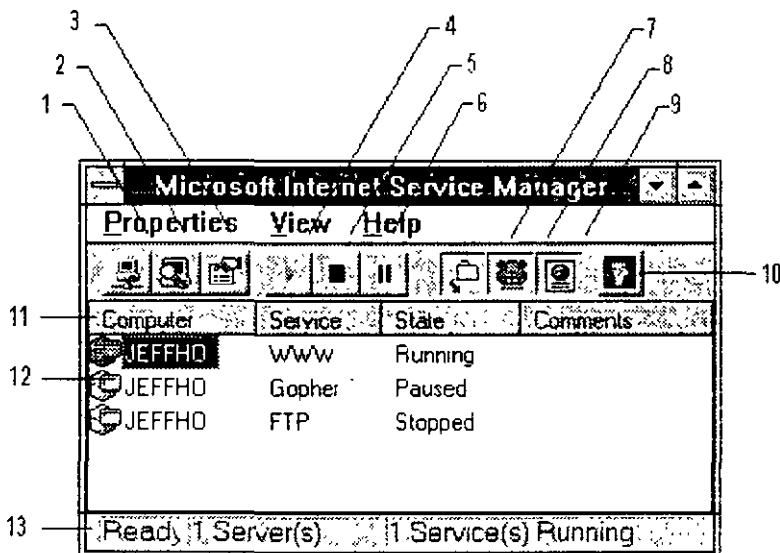 3 4 7
2 5 8
1 6 9
Microsoft Internet Service Manager
Properties View Help
10
11 Computer Service State Comments
JEFFHO WWW Running
12 JEFFHO Gopher Paused
JEFFHO FTP Stopped
13 Ready 1 Server(s) 1 Service(s) Running